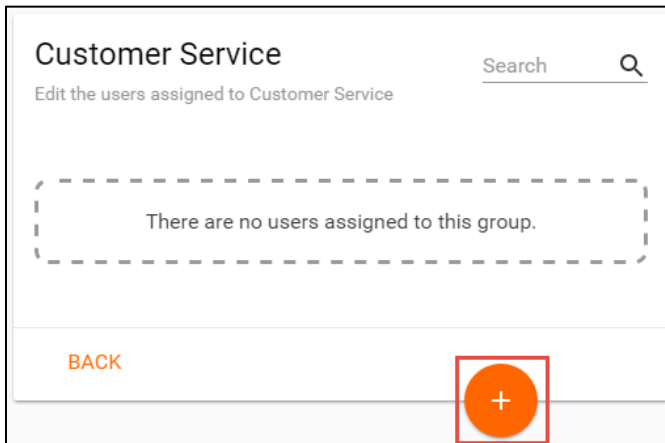 Customer Service
Search
Edit the users assigned to Customer Service
There are no users assigned to this group.
BACK
+